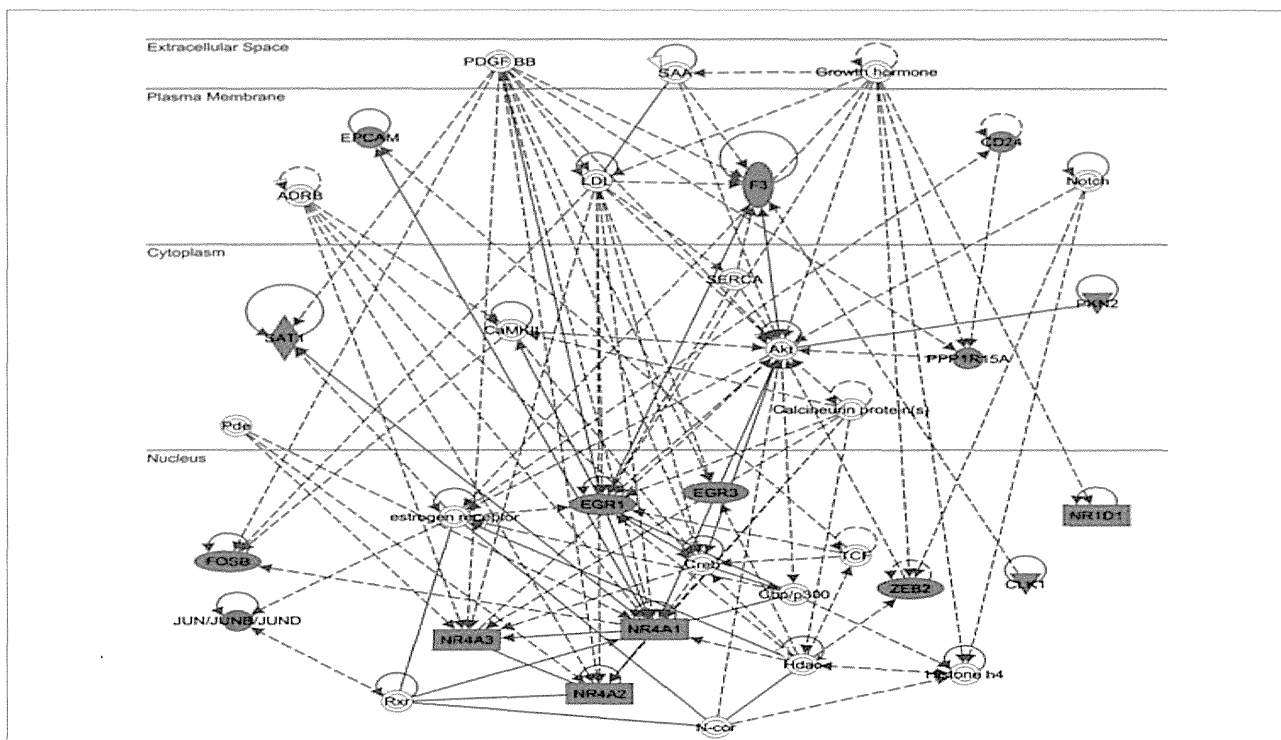 Extracellular Space
PDGF BB
SAA
Growth hormone
Plasma Membrane
EPCAM
CD24
AORB
LDL
F3
Notch
Cytoplasm
SERCA
PKN2
SAT1
CaMKII
Akt
PPP1R15A
Calcineurin protein(s)
Pde
Nucleus
EGR1
EGR3
estrogen receptor
NR1D1
FOSB
Creb
TCF
Cbp/p300
ZEB2
CLK1
JUN/JUNB/JUND
NR4A3
NR4A1
Hdac
Histone h4
NR4A2
Rxr
N-cor